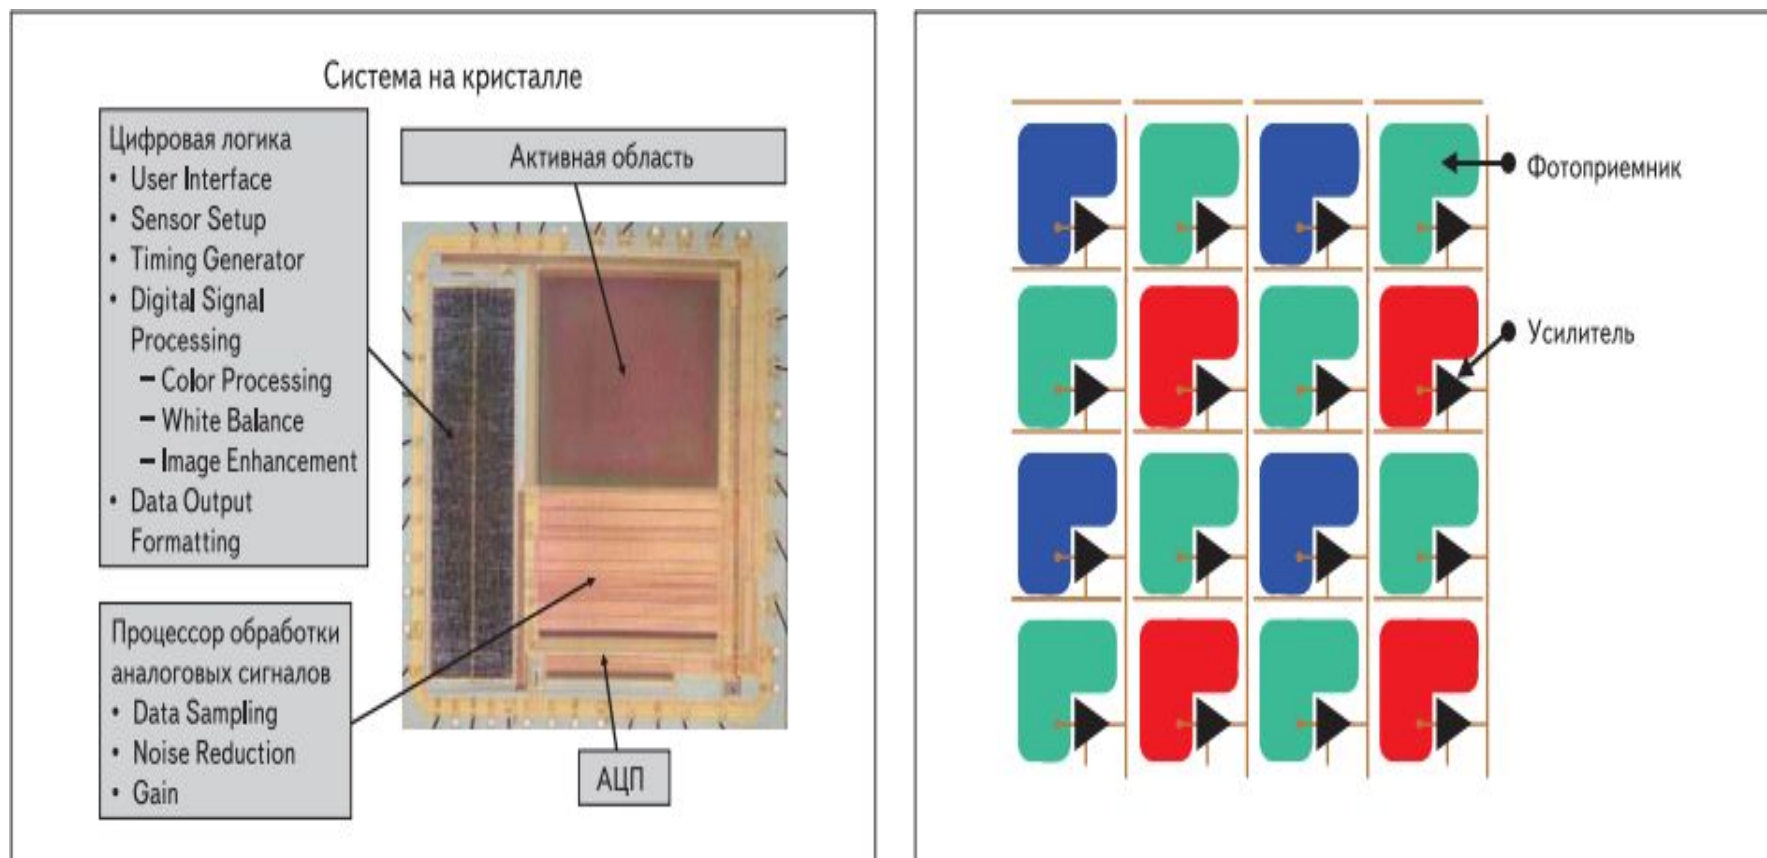 Система на кристалле
Цифровая логика
• User Interface
• Sensor Setup
• Timing Generator
• Digital Signal
Processing
– Color Processing
– White Balance
– Image Enhancement
• Data Output
Formatting
Процессор обработки
аналоговых сигналов
• Data Sampling
• Noise Reduction
• Gain
Активная область
АЦП
Фотоприемник
Усилитель